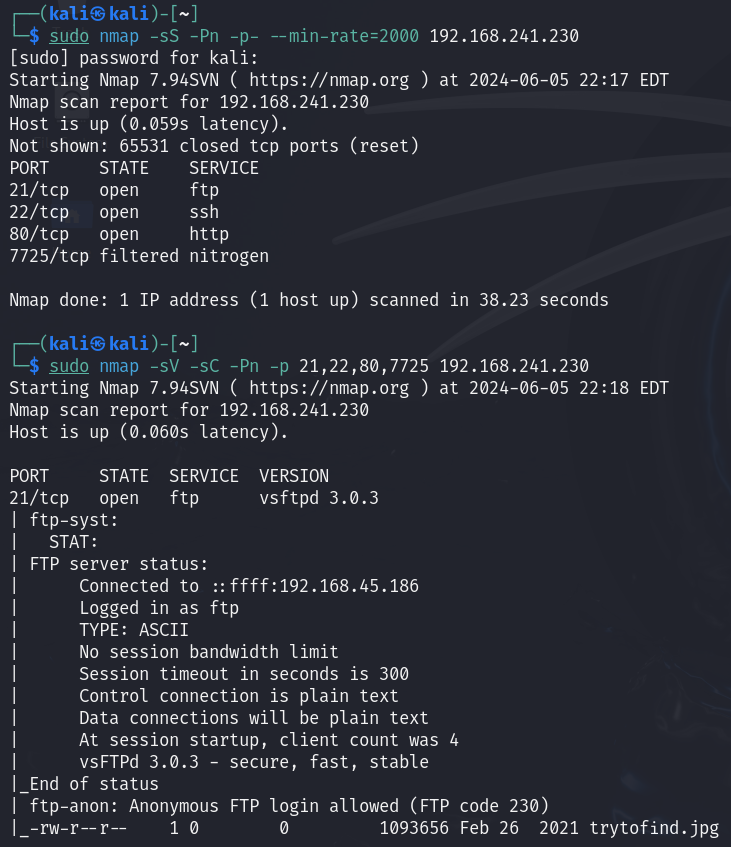 ┌──(kali㉿kali)-[~]
└─$ sudo nmap -sS -Pn -p- --min-rate=2000 192.168.241.230
[sudo] password for kali:
Starting Nmap 7.94SVN ( https://nmap.org ) at 2024-06-05 22:17 EDT
Nmap scan report for 192.168.241.230
Host is up (0.059s latency).
Not shown: 65531 closed tcp ports (reset)
PORT     STATE    SERVICE
21/tcp   open     ftp
22/tcp   open     ssh
80/tcp   open     http
7725/tcp filtered nitrogen

Nmap done: 1 IP address (1 host up) scanned in 38.23 seconds

┌──(kali㉿kali)-[~]
└─$ sudo nmap -sV -sC -Pn -p 21,22,80,7725 192.168.241.230
Starting Nmap 7.94SVN ( https://nmap.org ) at 2024-06-05 22:18 EDT
Nmap scan report for 192.168.241.230
Host is up (0.060s latency).

PORT     STATE  SERVICE  VERSION
21/tcp   open   ftp      vsftpd 3.0.3
| ftp-syst:
|   STAT:
| FTP server status:
|      Connected to ::ffff:192.168.45.186
|      Logged in as ftp
|      TYPE: ASCII
|      No session bandwidth limit
|      Session timeout in seconds is 300
|      Control connection is plain text
|      Data connections will be plain text
|      At session startup, client count was 4
|      vsFTPd 3.0.3 - secure, fast, stable
|_End of status
| ftp-anon: Anonymous FTP login allowed (FTP code 230)
|_-rw-r--r--    1 0        0         1093656 Feb 26  2021 trytofind.jpg